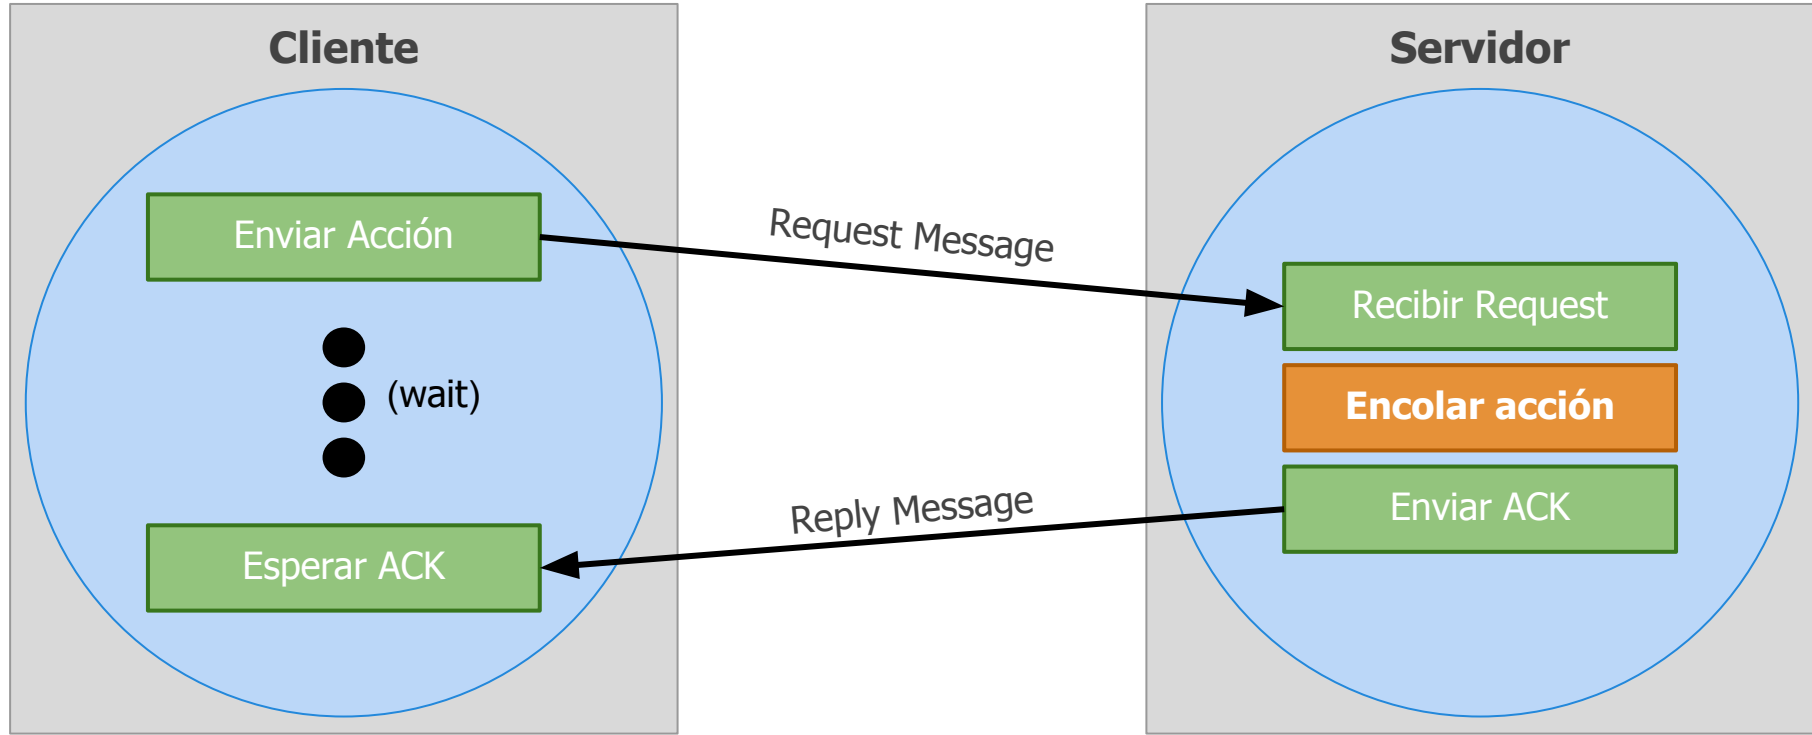 Cliente
Servidor
Enviar Acción
Request Message
Recibir Request
(wait)
Encolar acción
Reply Message
Enviar ACK
Esperar ACK